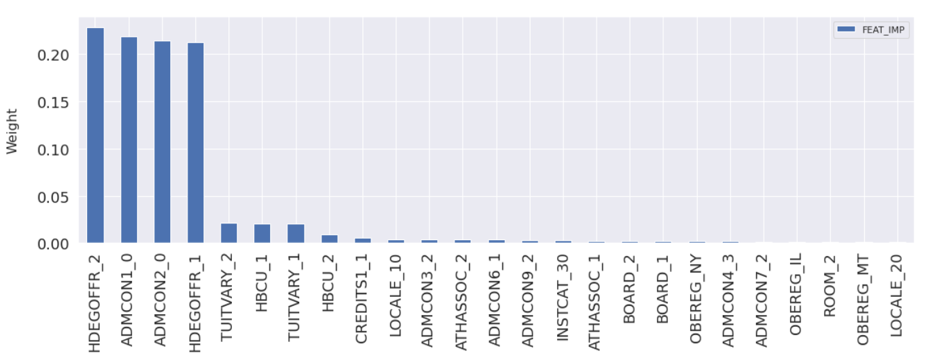 FEAT_IMP
Weight
0.20
0.15
0.10
0.05
0.00
HDEGOFFR_2
ADMCON1_0
ADMCON2_0
HDEGOFFR_1
TUITVARY_2
HBCU_1
TUITVARY_1
HBCU_2
CREDITS1_1
LOCALE_10
ADMCON3_2
ATHASSOC_2
ADMCON6_1
ADMCON9_2
INSTCAT_30
ATHASSOC_1
BOARD_2
BOARD_1
OBEREG_NY
ADMCON4_3
ADMCON7_2
OBEREG_IL
ROOM_2
OBEREG_MT
LOCALE_20